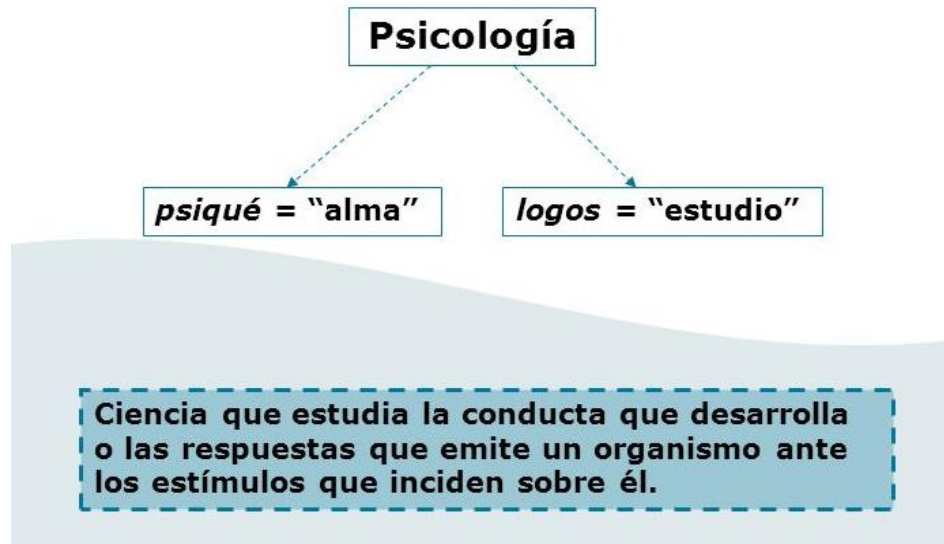 Psicología
psiqué = “alma”
logos = “estudio”
Ciencia que estudia la conducta que desarrolla
o las respuestas que emite un organismo ante
los estímulos que inciden sobre él.